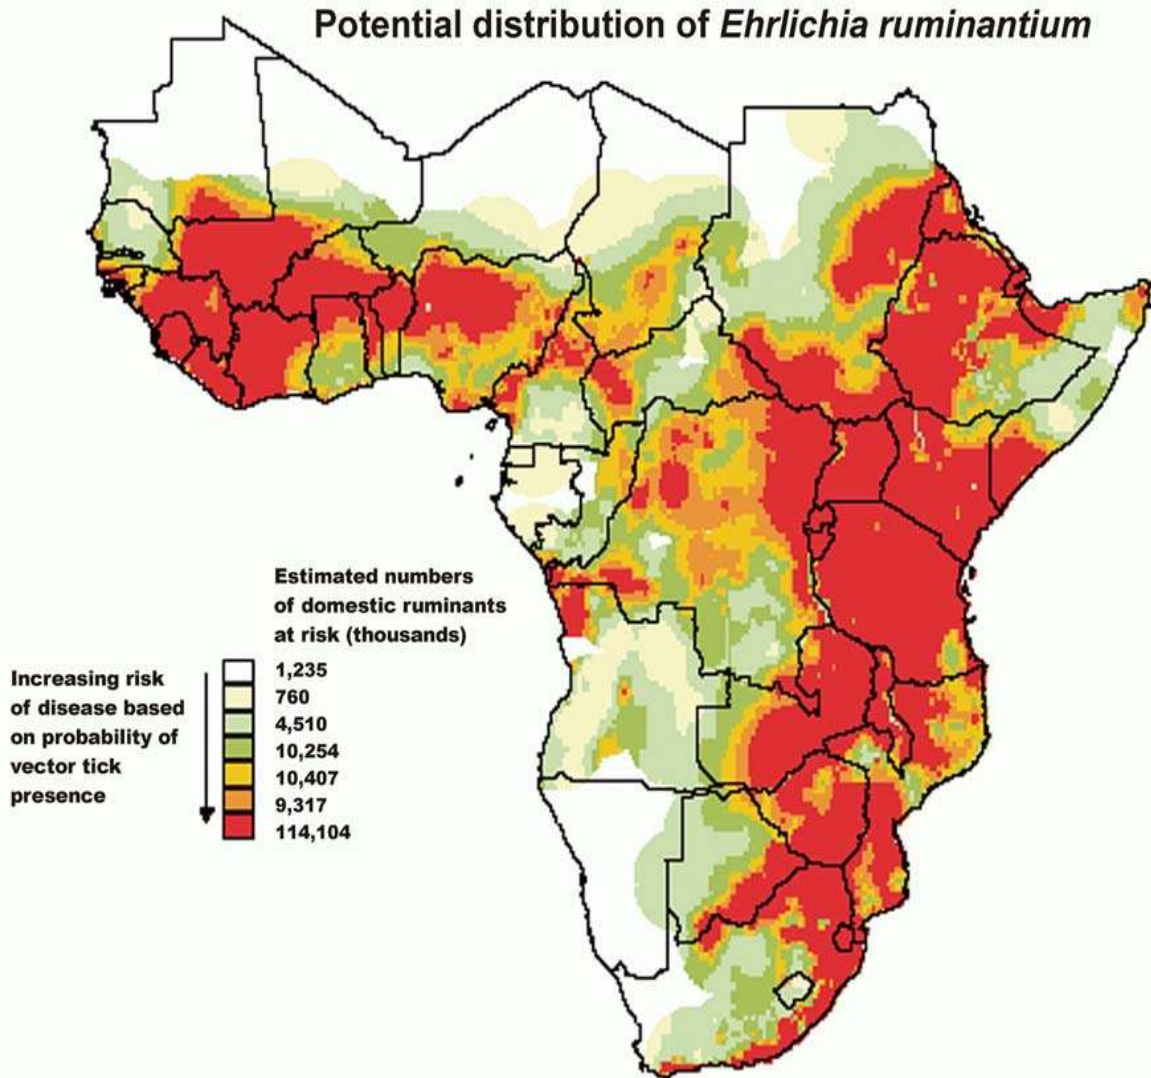 Potential distribution of Ehrlichia ruminantium
Estimated numbers
of domestic ruminants
at risk (thousands)
Increasing risk
of disease based
on probability of
vector tick
presence
1,235
760
4,510
10,254
10,407
9,317
114,104